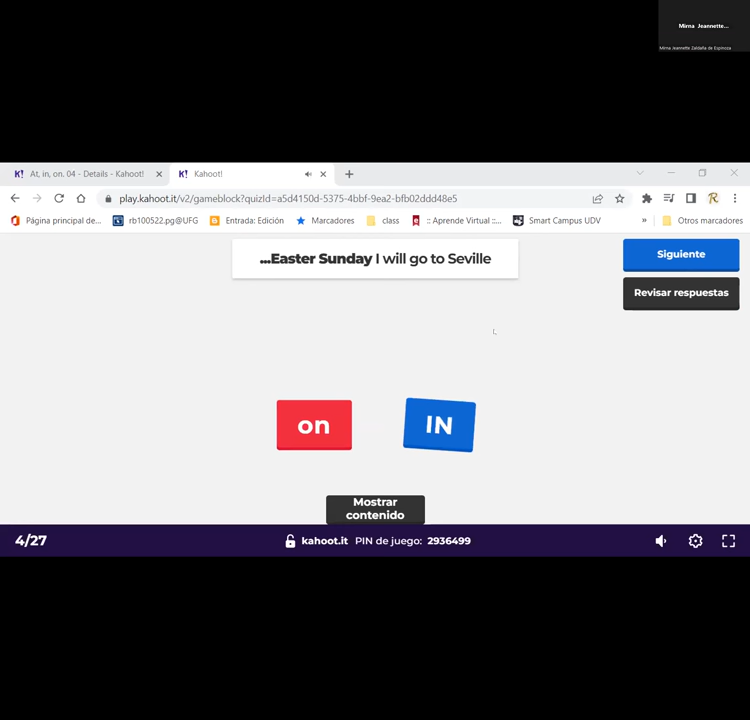 Mirna Jeannette...
Mirna Jeannette Zaldaña de Espinoza
K! At, in, on. 04 - Details - Kahoot!
K! Kahoot!
play.kahoot.it/v2/gameblock?quizId=a5d4150d-5375-4bbf-9ea2-bfb02ddd48e5
Página principal de... rb100522.pg@UFG Entrada: Edición Marcadores class :: Aprende Virtual ::... Smart Campus UDV » Otros marcadores
...Easter Sunday I will go to Seville
Siguiente
Revisar respuestas
on
IN
Mostrar
contenido
4/27
kahoot.it PIN de juego: 2936499